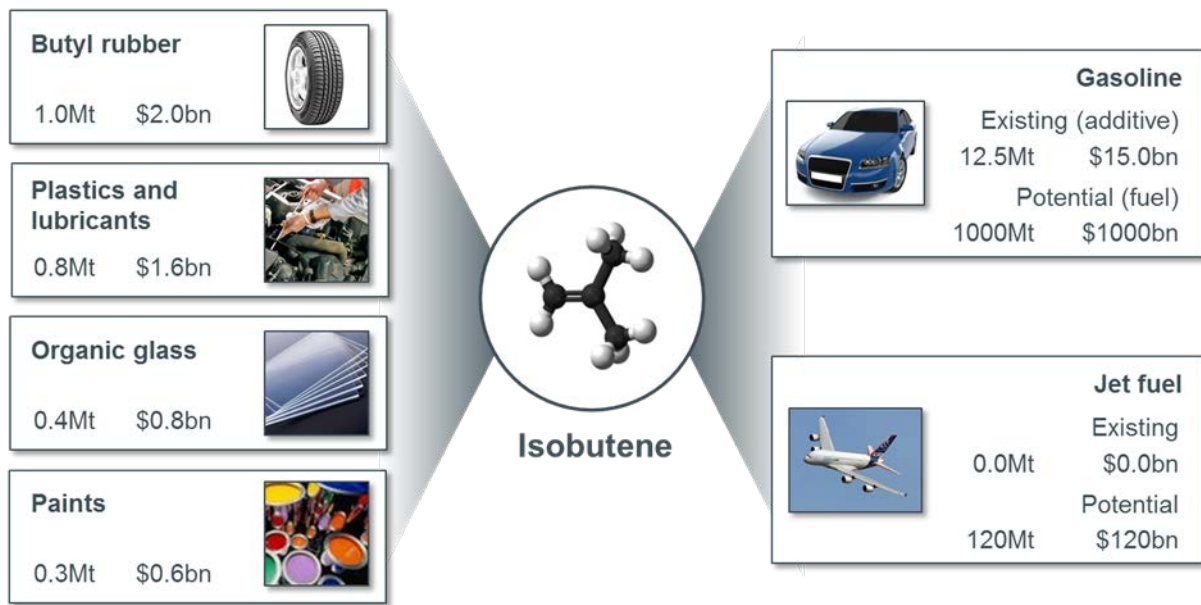 Butyl rubber
1.0Mt $2.0bn
Plastics and
lubricants
0.8Mt $1.6bn
Organic glass
0.4Mt $0.8bn
Paints
0.3Mt $0.6bn
Isobutene
Gasoline
Existing (additive)
12.5Mt $15.0bn
Potential (fuel)
1000Mt $1000bn
Jet fuel
Existing
0.0Mt $0.0bn
Potential
120Mt $120bn